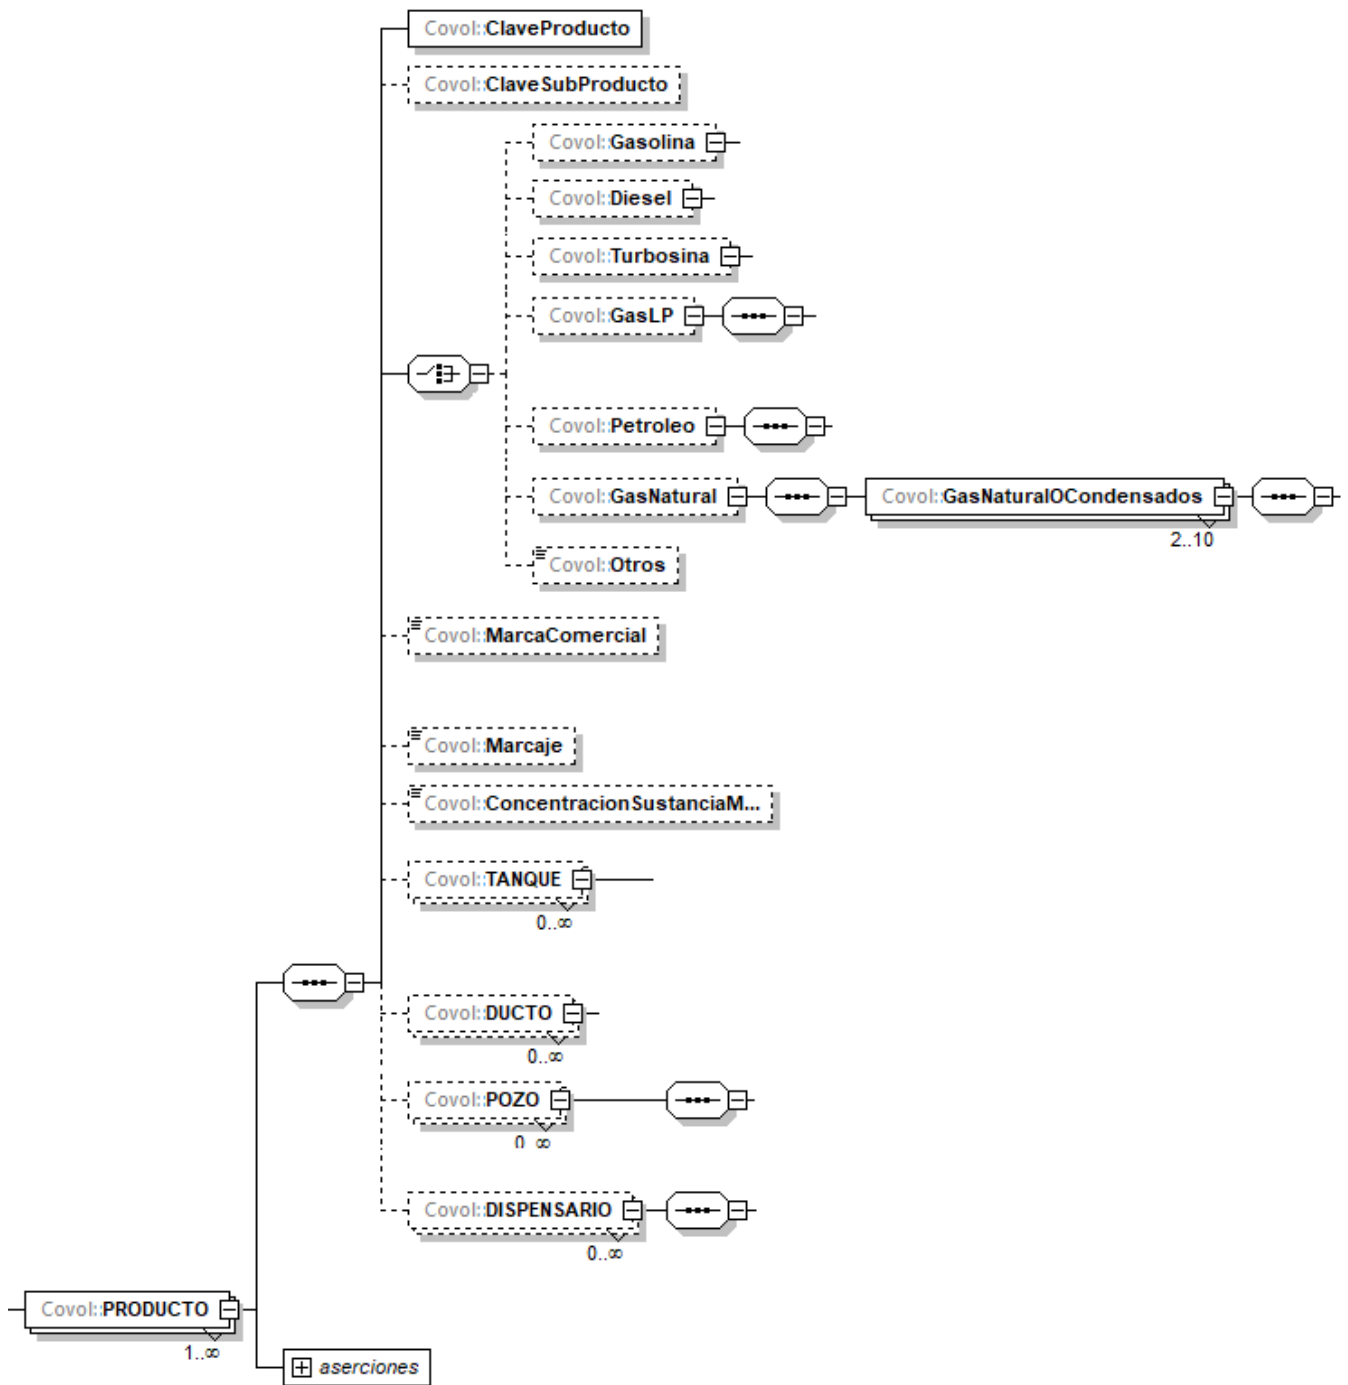 Covol::ClaveProducto
Covol::ClaveSubProducto
Covol::Gasolina
Covol::Diesel
Covol::Turbosina
Covol::GasLP
Covol::Petroleo
Covol::GasNatural
Covol::GasNaturalOCondensados
2..10
Covol::Otros
Covol::MarcaComercial
Covol::Marcaje
Covol::ConcentracionSustanciaM...
Covol::TANQUE
0..∞
Covol::DUCTO
0..∞
Covol::POZO
0..∞
Covol::DISPENSARIO
0..∞
Covol::PRODUCTO
1..∞
aserciones